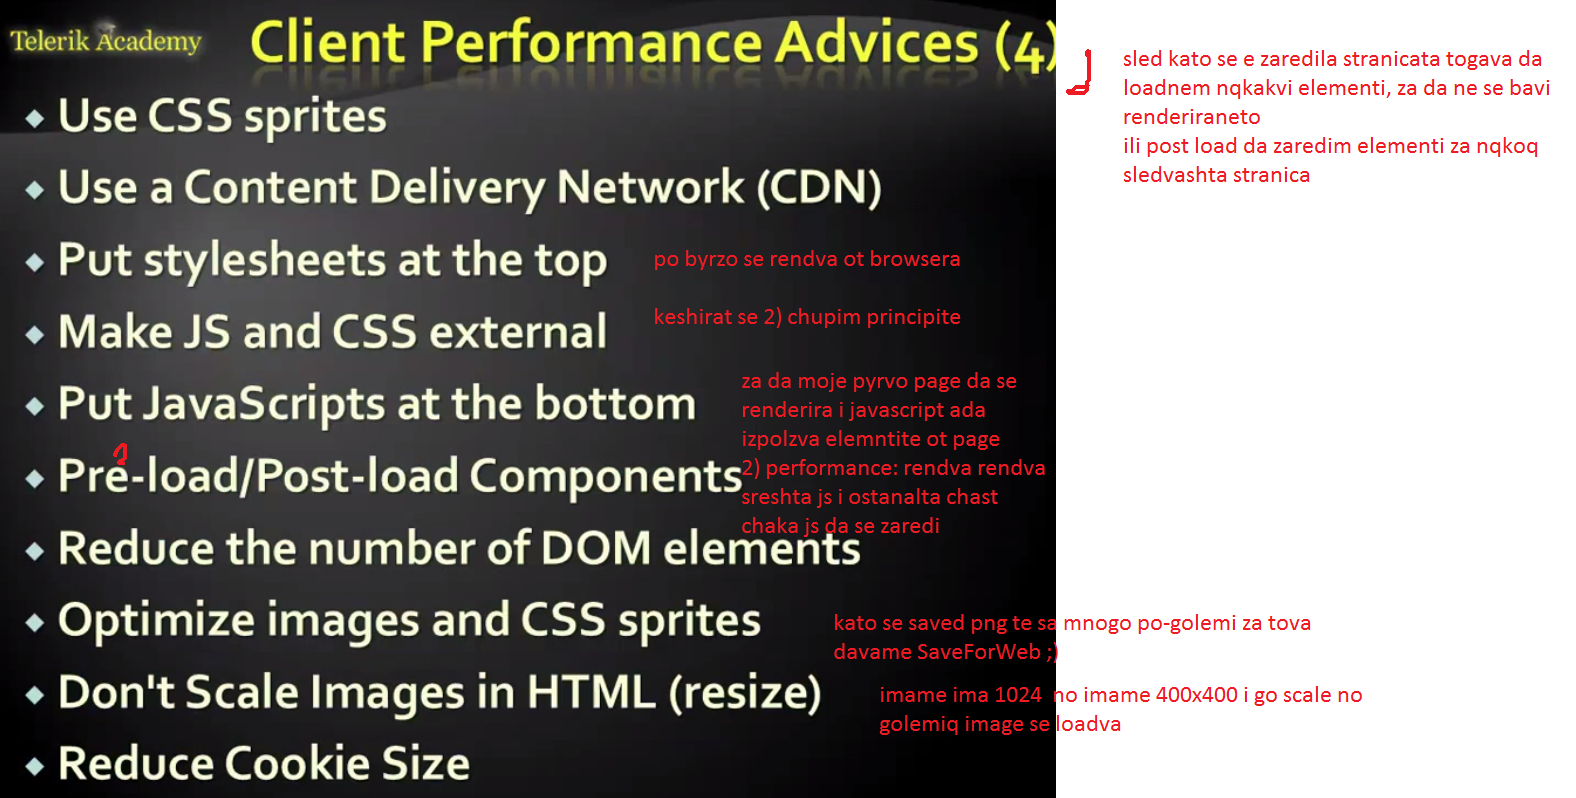 Telerik Academy
Client Performance Advices (4)
sled kato se e zaredila stranicata togava da
loadnem nqkakvi elementi, za da ne se bavi
renderiraneto
ili post load da zaredim elementi za nqkoq
sledvashta stranica
Use CSS sprites
Use a Content Delivery Network (CDN)
Put stylesheets at the top
po byrzo se rendva ot browsera
Make JS and CSS external
keshirat se 2) chupim principite
Put JavaScripts at the bottom
za da moje pyrvo page da se
renderira i javascript ada
izpolzva elemntite ot page
2) performance: rendva rendva
sreshta js i ostanalta chast
chaka js da se zaredi
Pre-load/Post-load Components
Reduce the number of DOM elements
Optimize images and CSS sprites
kato se saved png te sa mnogo po-golemi za tova
davame SaveForWeb ;)
Don't Scale Images in HTML (resize)
imame ima 1024 no imame 400x400 i go scale no
golemiq image se loadva
Reduce Cookie Size